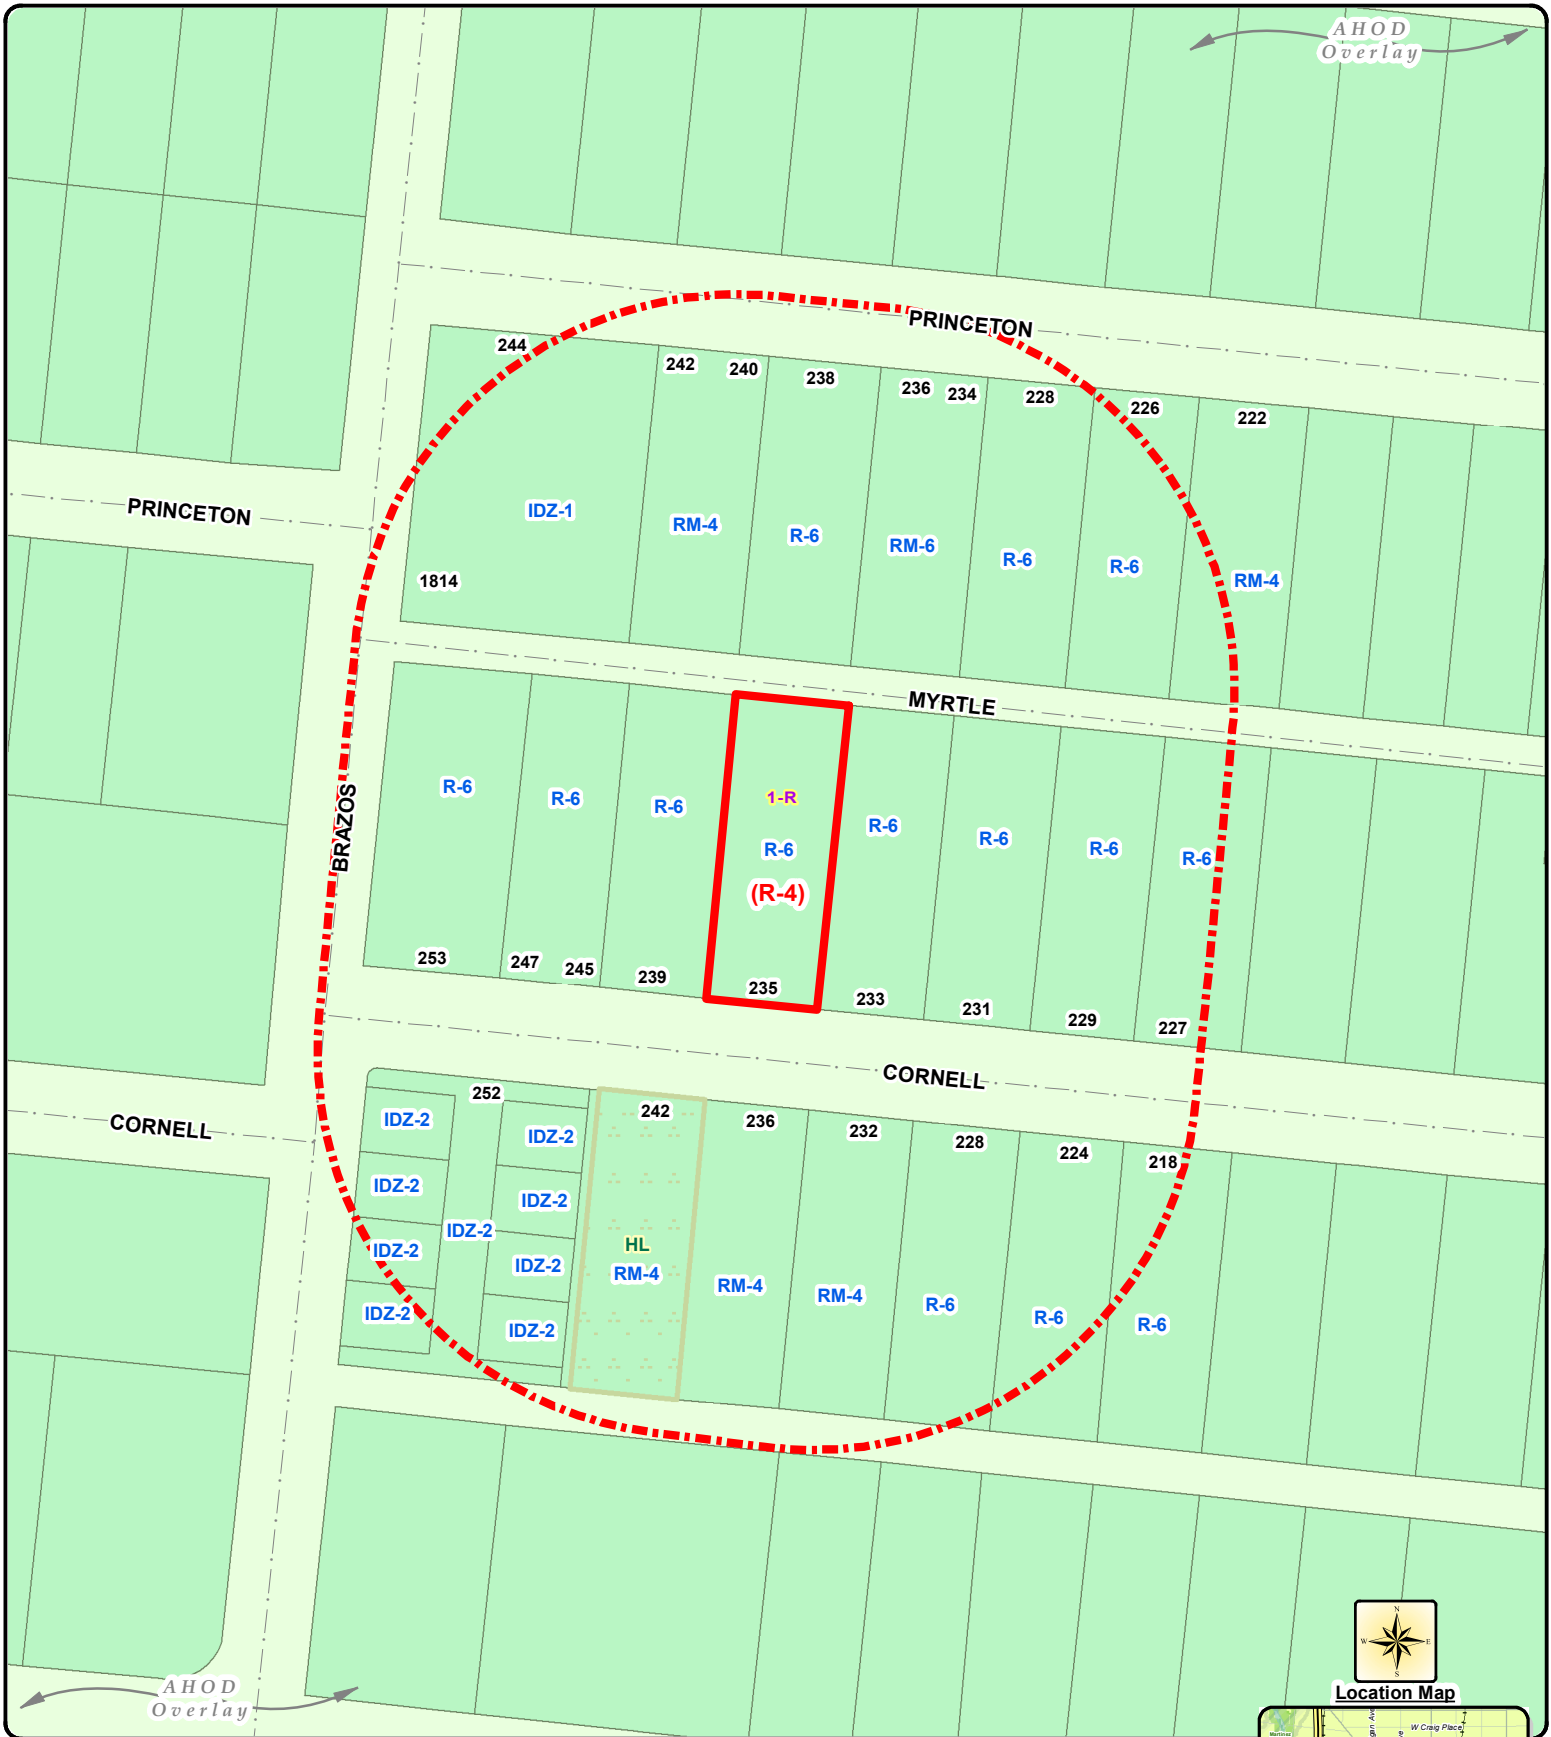 AHOD
Overlay
PRINCETON
244
242
240
238
236
234
228
226
222
PRINCETON
IDZ-1
RM-4
R-6
RM-6
R-6
R-6
RM-4
1814
MYRTLE
BRAZOS
R-6
R-6
R-6
1-R
R-6
(R-4)
R-6
R-6
R-6
R-6
253
247
245
239
235
233
231
229
227
CORNELL
CORNELL
252
242
236
232
228
224
218
IDZ-2
IDZ-2
IDZ-2
IDZ-2
IDZ-2
IDZ-2
IDZ-2
IDZ-2
IDZ-2
HL
RM-4
RM-4
RM-4
R-6
R-6
R-6
AHOD
Overlay
N
W
E
S
Location Map
W Craig Place
Martinez